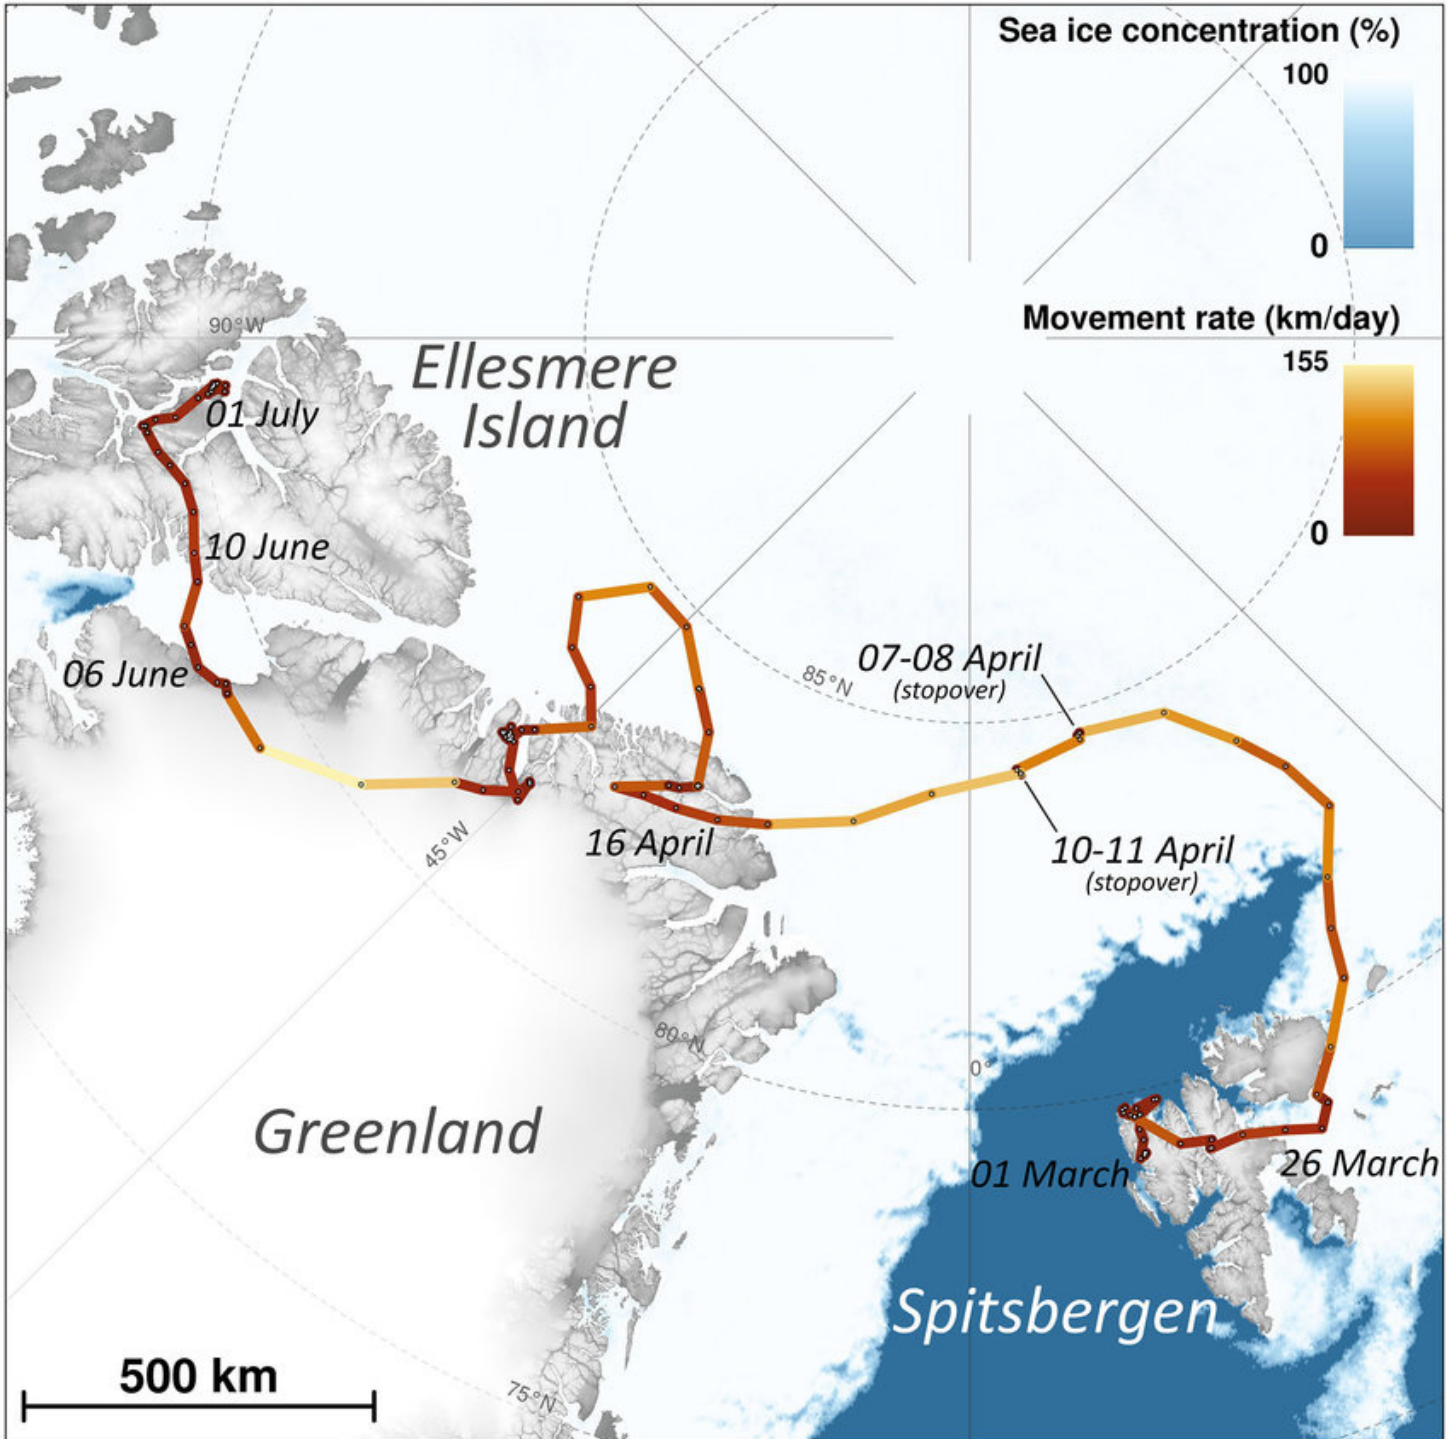 Sea ice concentration (%)
100
0
Movement rate (km/day)
155
0
90°W
Ellesmere
Island
01 July
10 June
06 June
07-08 April
(stopover)
85°N
10-11 April
(stopover)
16 April
45°W
80°N
0°
Greenland
01 March
26 March
Spitsbergen
500 km
75°N